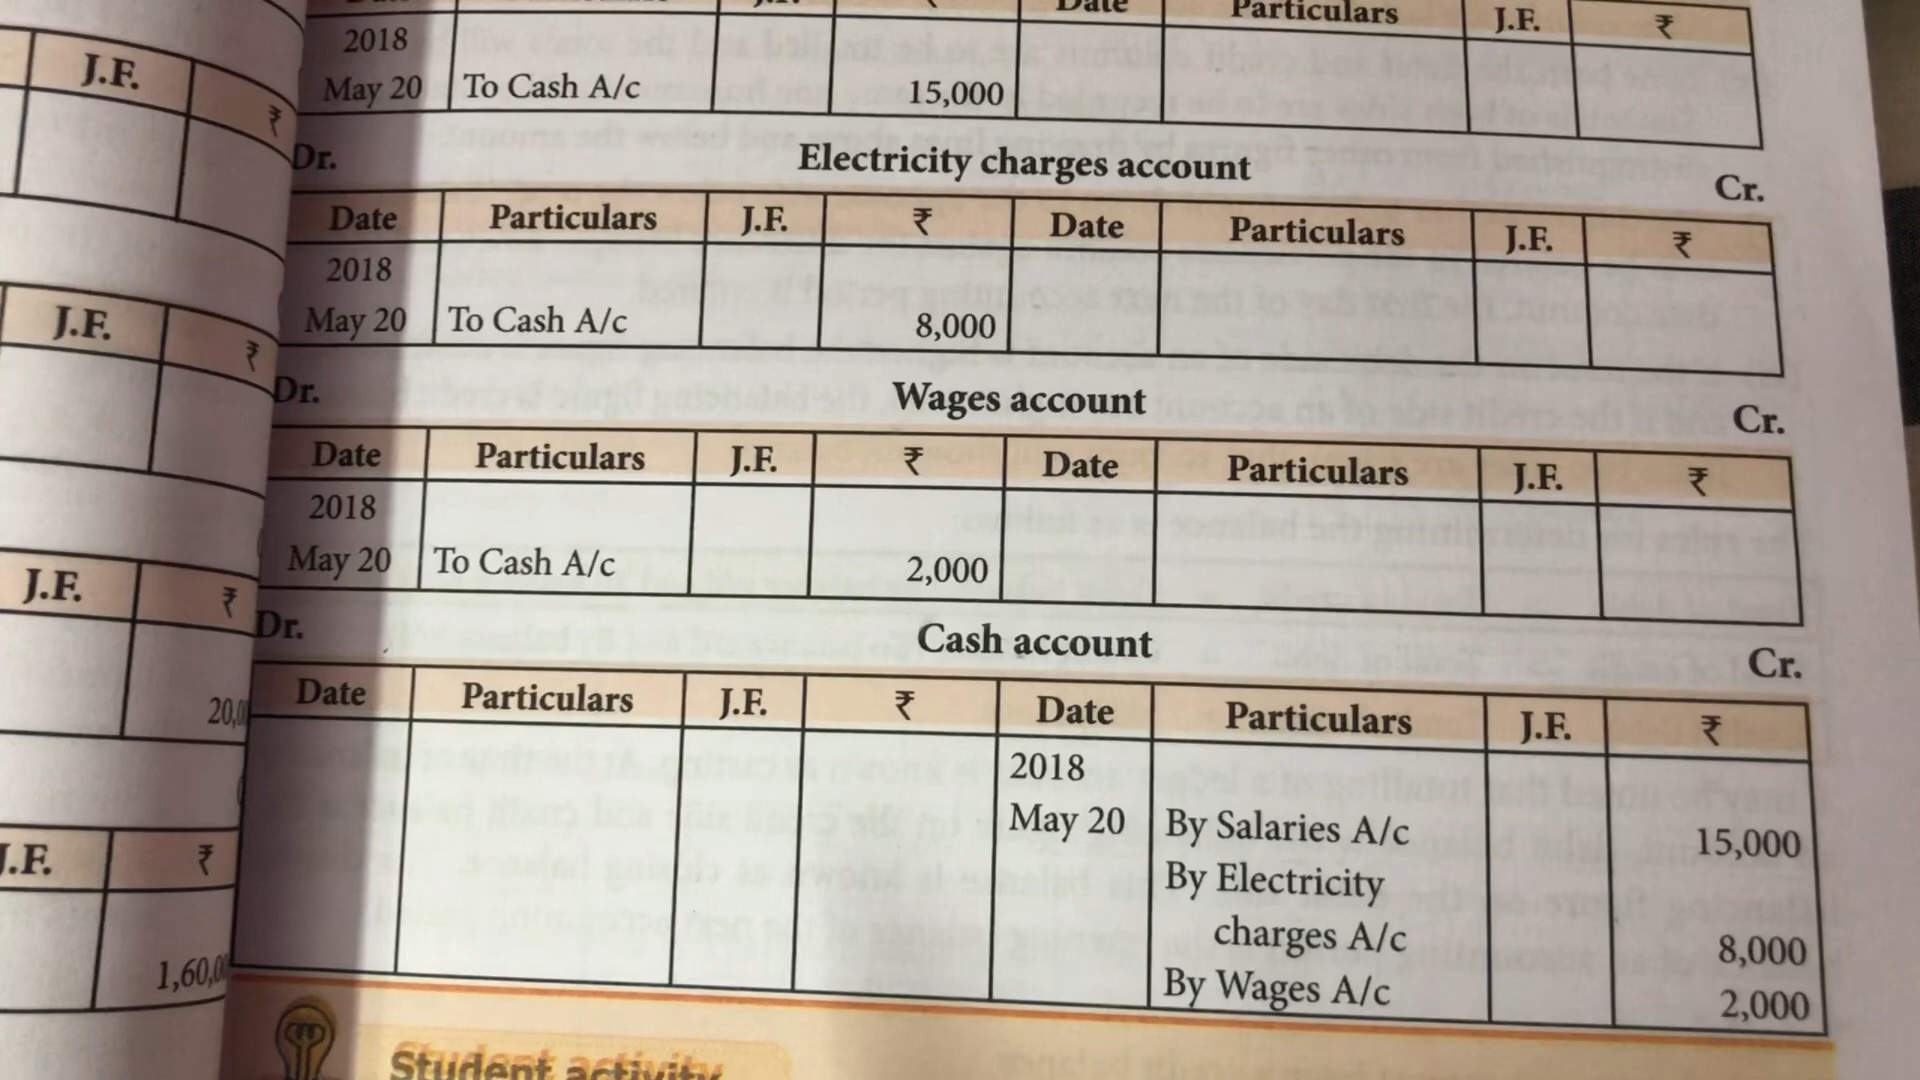 Date Particulars J.F. ₹ Date Particulars J.F. ₹
2018
May 20 To Cash A/c 15,000
Dr. Electricity charges account Cr.
Date Particulars J.F. ₹ Date Particulars J.F. ₹
2018
May 20 To Cash A/c 8,000
Dr. Wages account Cr.
Date Particulars J.F. ₹ Date Particulars J.F. ₹
2018
May 20 To Cash A/c 2,000
Dr. Cash account Cr.
Date Particulars J.F. ₹ Date Particulars J.F. ₹
2018
May 20 By Salaries A/c 15,000
By Electricity
charges A/c 8,000
By Wages A/c 2,000
Student activity
J.F. ₹
J.F. ₹
J.F. ₹
J.F. ₹